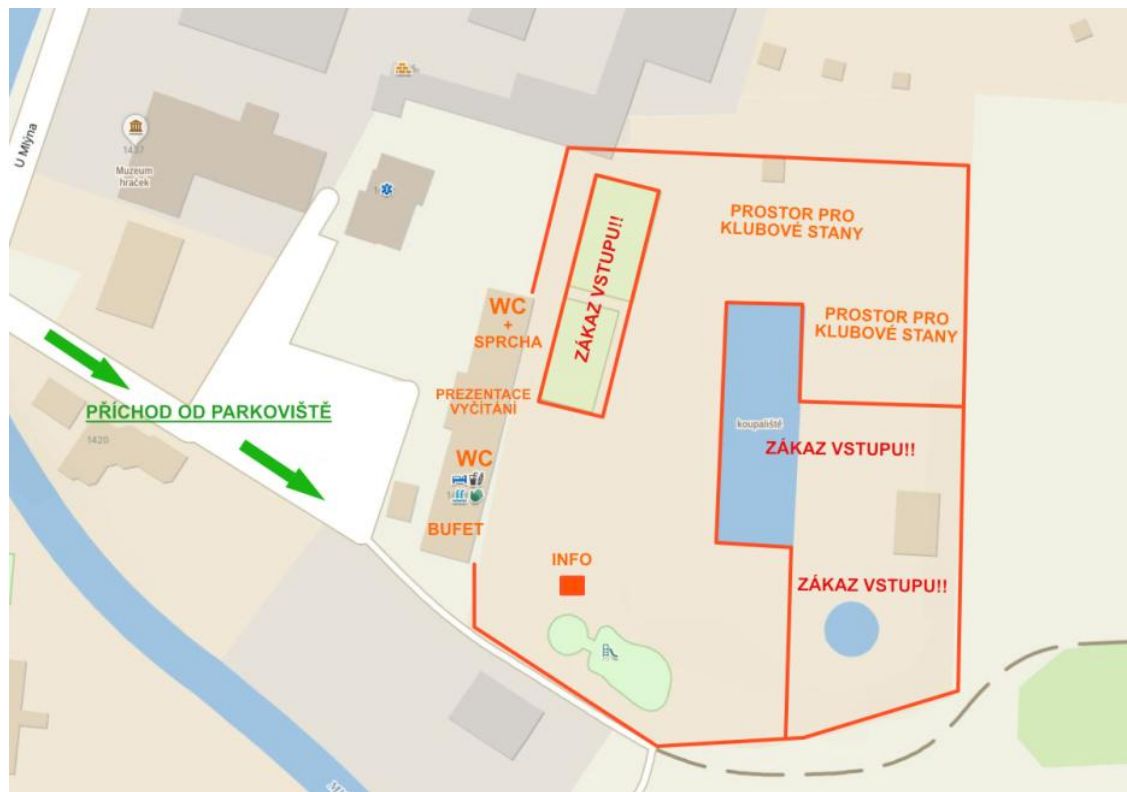 U Mlýna
1437
Muzeum
hraček
PROSTOR PRO
KLUBOVÉ STANY
ZÁKAZ VSTUPU!!
WC
+
SPRCHA
PROSTOR PRO
KLUBOVÉ STANY
PREZENTACE
VYČÍTÁNÍ
PŘÍCHOD OD PARKOVIŠTĚ
1420
koupaliště
ZÁKAZ VSTUPU!!
WC
BUFET
INFO
ZÁKAZ VSTUPU!!